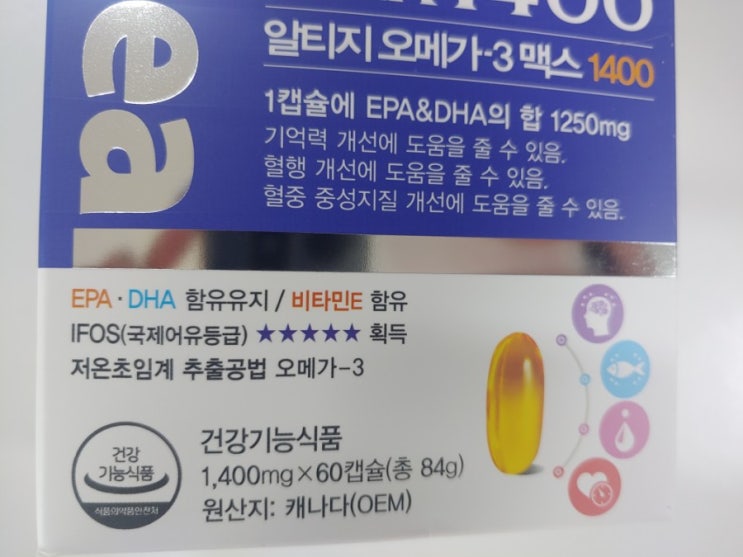 1400
알티지 오메가-3 맥스 1400
1캡슐에 EPA&DHA의 합 1250mg
기억력 개선에 도움을 줄 수 있음.
혈행 개선에 도움을 줄 수 있음.
혈중 중성지질 개선에 도움을 줄 수 있음.
ea
EPA · DHA 함유유지 / 비타민E 함유
IFOS(국제어유등급) ★★★★★ 획득
저온초임계 추출공법 오메가-3
건강
기능식품
식품의약품안전처
건강기능식품
1,400mg×60캡슐(총 84g)
원산지: 캐나다(OEM)